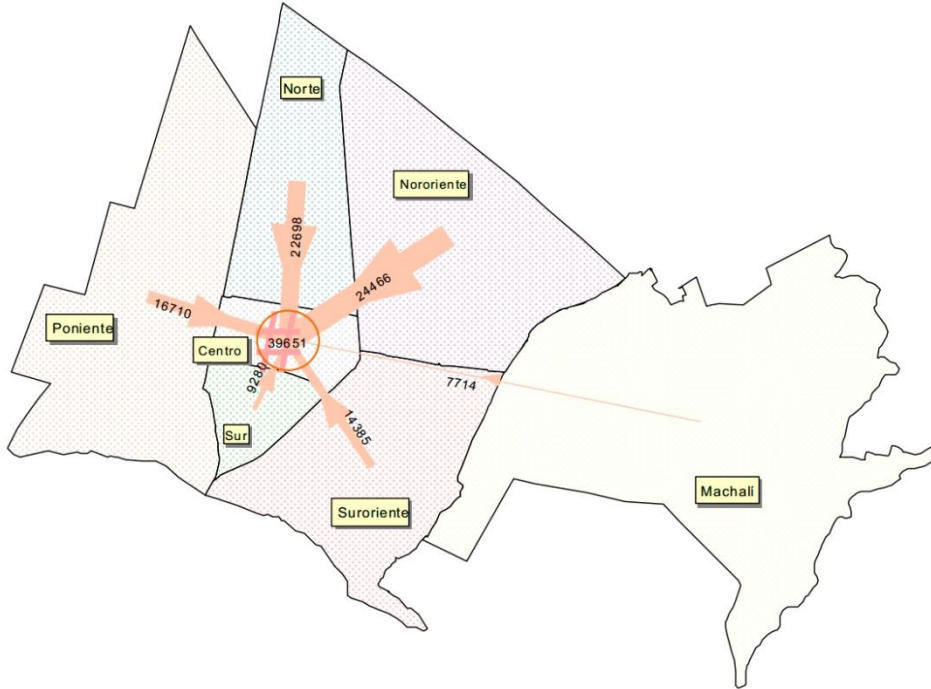 Norte
Nororiente
22698
24466
16710
Poniente
39651
Centro
9280
7714
14385
Sur
Machalí
Suroriente